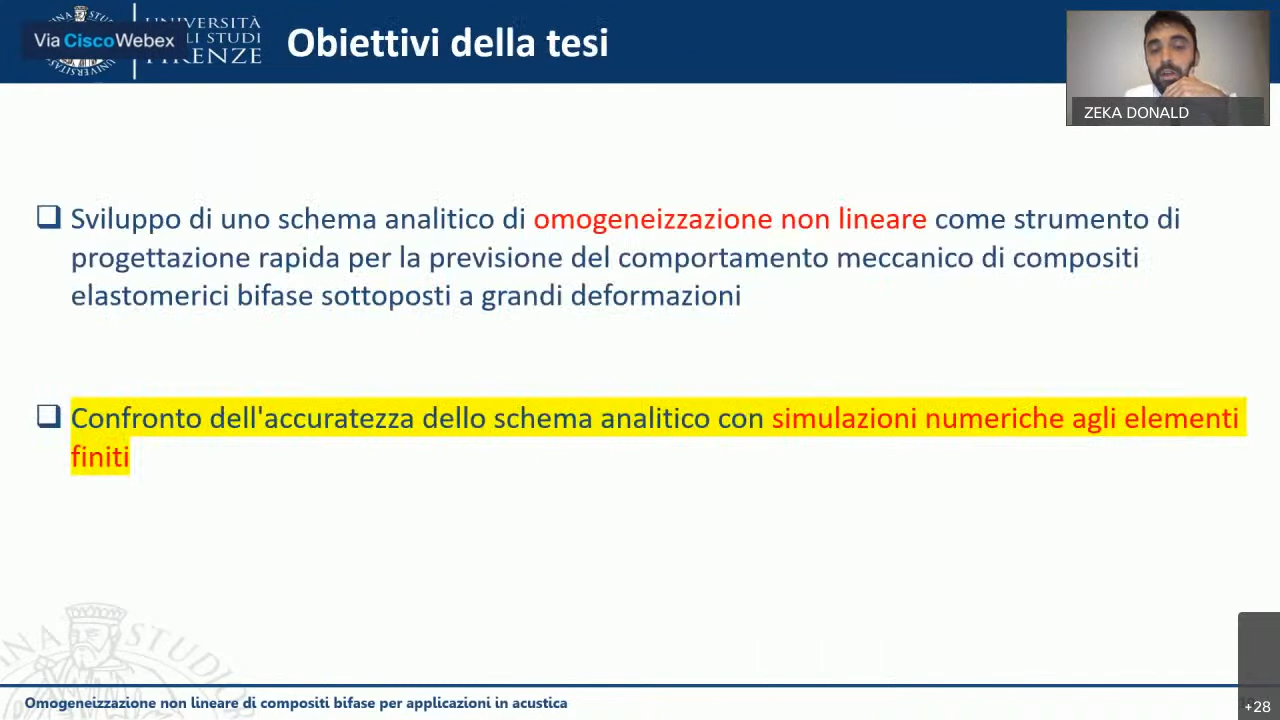 Via CiscoWebex
UNIVERSITÀ
LI STUDI
FIRENZE
Obiettivi della tesi
ZEKA DONALD
Sviluppo di uno schema analitico di omogeneizzazione non lineare come strumento di
progettazione rapida per la previsione del comportamento meccanico di compositi
elastomerici bifase sottoposti a grandi deformazioni
Confronto dell'accuratezza dello schema analitico con simulazioni numeriche agli elementi
finiti
Omogeneizzazione non lineare di compositi bifase per applicazioni in acustica
+28